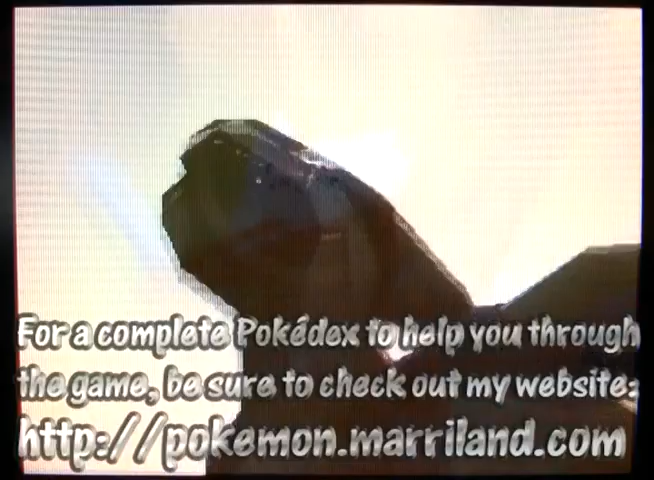 For a complete Pokédex to help you through
the game, be sure to check out my website:
http://pokemon.marriland.com